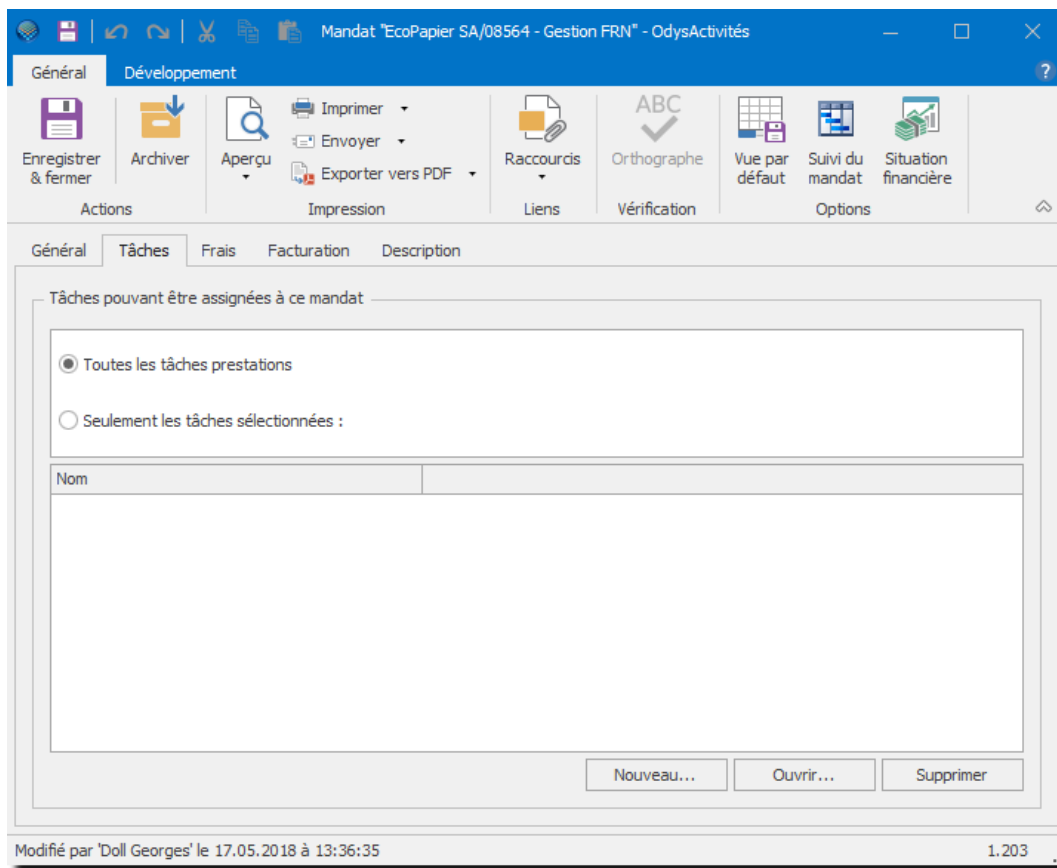 Mandat "EcoPapier SA/08564 - Gestion FRN" - OdysActivités
Général Développement ?
Enregistrer & fermer
Archiver
Aperçu
Imprimer
Envoyer
Exporter vers PDF
Raccourcis
ABC
Orthographe
Vue par défaut
Suivi du mandat
Situation financière
Actions Impression Liens Vérification Options
Général Tâches Frais Facturation Description
Tâches pouvant être assignées à ce mandat
Toutes les tâches prestations
Seulement les tâches sélectionnées :
Nom
Nouveau... Ouvrir... Supprimer
Modifié par 'Doll Georges' le 17.05.2018 à 13:36:35 1.203